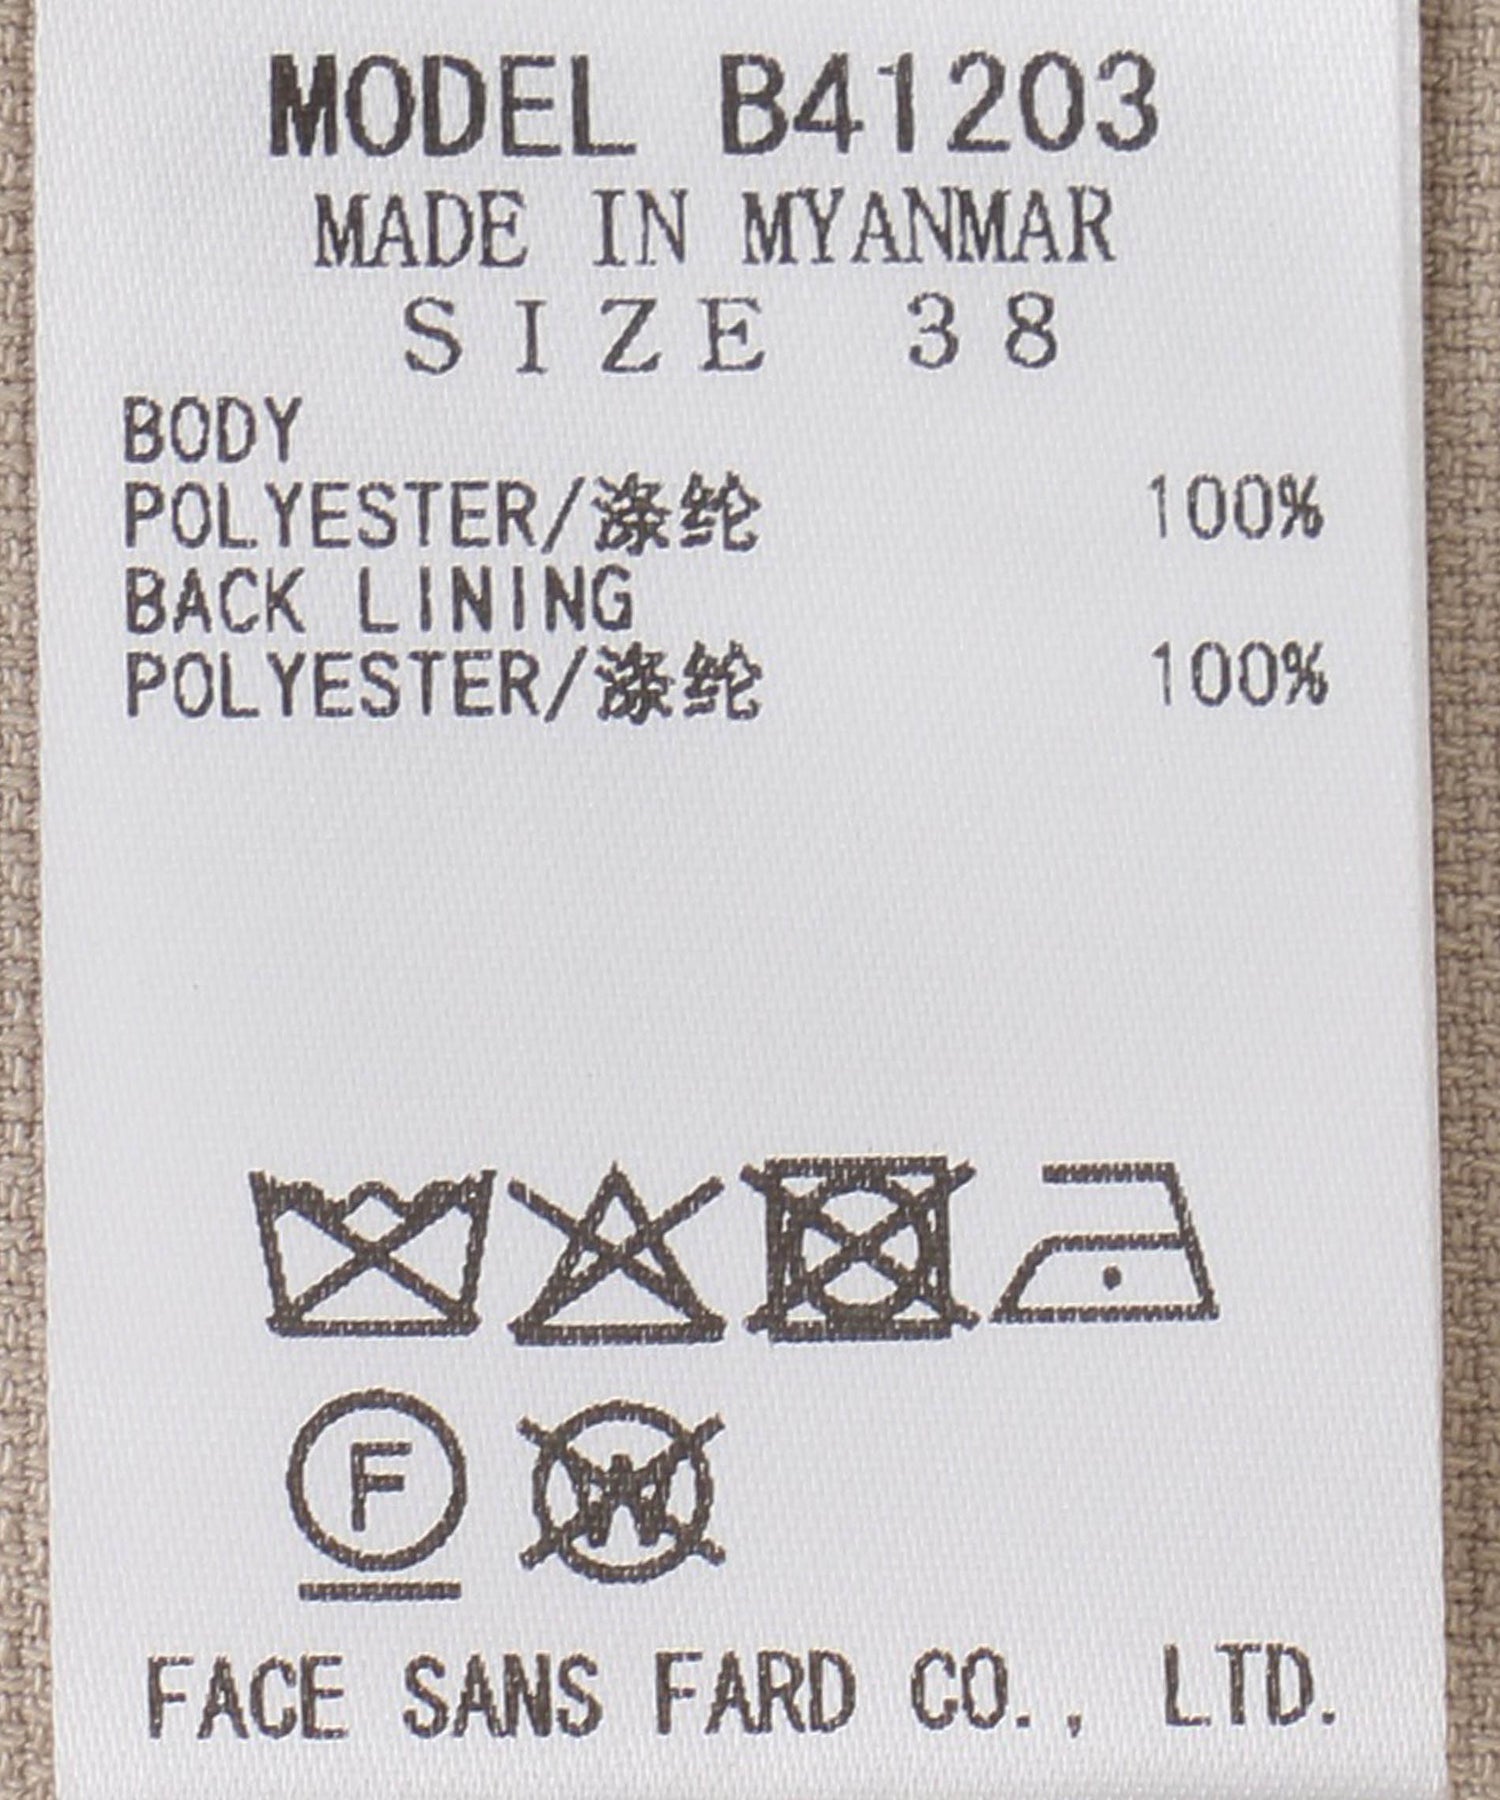 MODEL B41203
MADE IN MYANMAR
SIZE 38
BODY
POLYESTER/涤纶 100%
BACK LINING
POLYESTER/涤纶 100%
F
W
FACE SANS FARD CO., LTD.